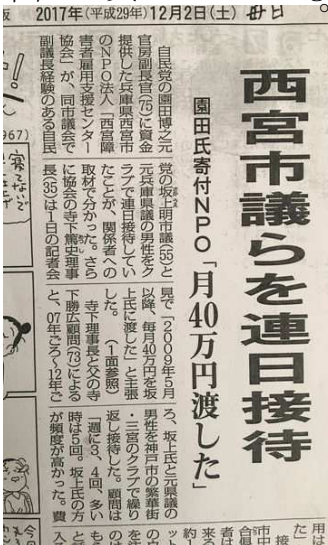 2017年(平成29年)12月2日(土)
西宮市議らを連日接待
園田氏寄付NPO「月40万円渡した」
自民党の園田博之元
官房副長官(75)に資金
提供した兵庫県西宮市
のNPO法人「西宮障
害者雇用支援センター
協会」が、同市議会で
副議長経験のある自民
党の坂上明市議(55)と
元兵庫県議の男性をク
ラブで連日接待してい
たことが、関係者への
取材で分かった。さら
に協会の寺下篤史理事
長(35)は1日の記者会
見で「2009年5月
以降、毎月40万円を坂
上氏に渡した」と主張
した。(1面参照)
寺下理事長と父の寺
下勝広顧問(73)による
と、07年ごろ〜12年ご
ろ、坂上氏と元県議の
男性を神戸市の繁華街
・三宮のクラブで繰り
返し接待した。顧問は
「週に3、4回、多い
時は5回。坂上氏の方
が頻度が高かった。費